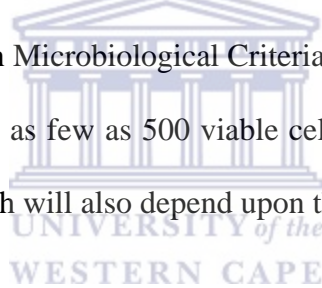 n Microbiological Criteria
as few as 500 viable cel
h will also depend upon t
UNIVERSITY of the
WESTERN CAPE